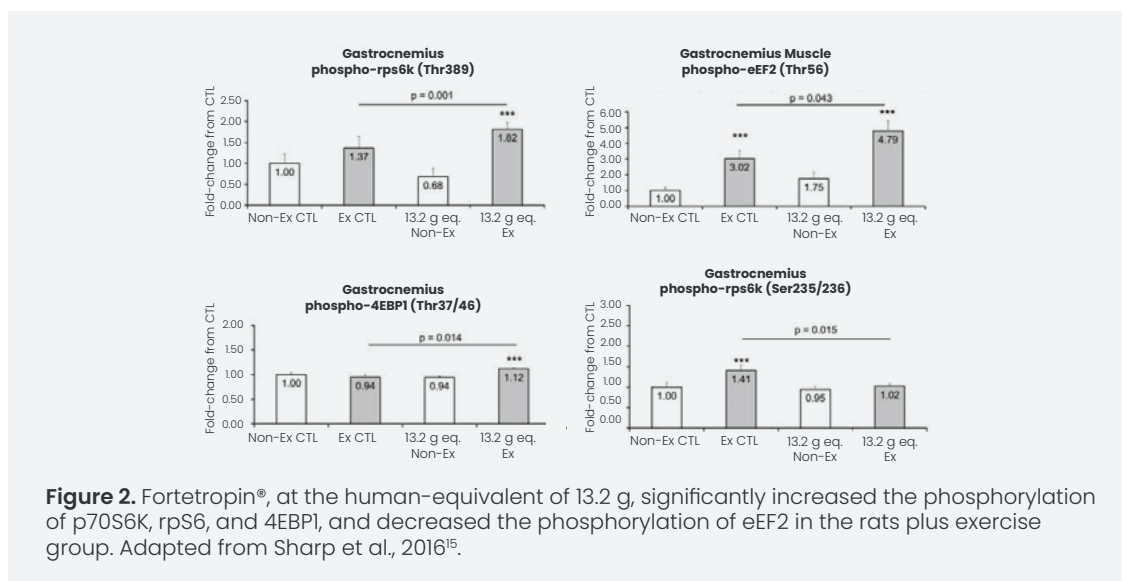 Gastrocnemius
phospho-rps6k (Thr389)
Fold-change from CTL
2.50
2.00
1.50
1.00
0.50
0.00
p = 0.001
***
1.00
1.37
0.68
1.82
Non-Ex CTL
Ex CTL
13.2 g eq.
Non-Ex
13.2 g eq.
Ex
Gastrocnemius Muscle
phospho-eEF2 (Thr56)
Fold-change from CTL
6.00
5.00
4.00
3.00
2.00
1.00
0.00
p = 0.043
***
***
1.00
3.02
1.75
4.79
Non-Ex CTL
Ex CTL
13.2 g eq.
Non-Ex
13.2 g eq.
Ex
Gastrocnemius
phospho-4EBP1 (Thr37/46)
Fold-change from CTL
2.00
1.50
1.00
0.50
0.00
p = 0.014
***
1.00
0.94
0.94
1.12
Non-Ex CTL
Ex CTL
13.2 g eq.
Non-Ex
13.2 g eq.
Ex
Gastrocnemius
phospho-rps6k (Ser235/236)
Fold-change from CTL
3.00
2.50
2.00
1.50
1.00
0.50
0.00
p = 0.015
***
1.00
1.41
0.95
1.02
Non-Ex CTL
Ex CTL
13.2 g eq.
Non-Ex
13.2 g eq.
Ex
Figure 2. Fortetropin®, at the human-equivalent of 13.2 g, significantly increased the phosphorylation
of p70S6K, rpS6, and 4EBP1, and decreased the phosphorylation of eEF2 in the rats plus exercise
group. Adapted from Sharp et al., 2016¹⁵.